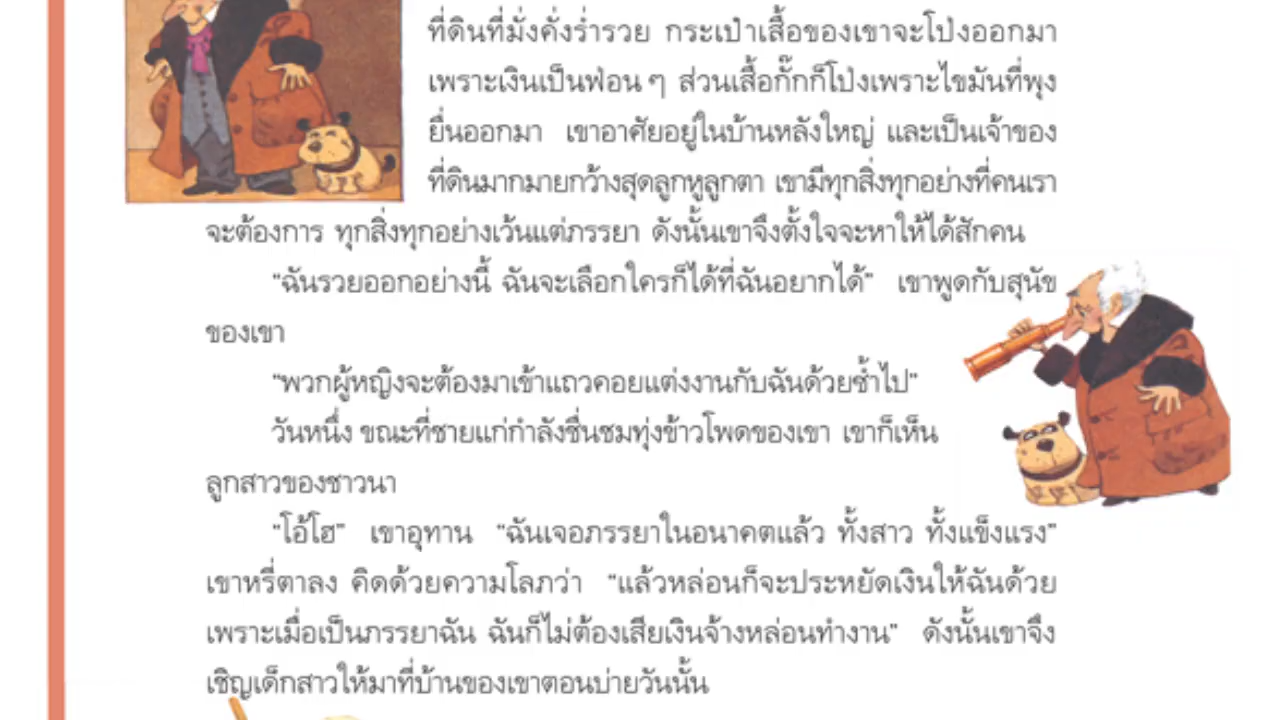 ที่ดินที่มั่งคั่งร่ำรวย กระเป๋าเสื้อของเขาจะโป่งออกมา
เพราะเงินเป็นฟ่อน ๆ ส่วนเสื้อกั๊กก็โป่งเพราะไขมันที่พุง
ยื่นออกมา เขาอาศัยอยู่ในบ้านหลังใหญ่ และเป็นเจ้าของ
ที่ดินมากมายกว้างสุดลูกหูลูกตา เขามีทุกสิ่งทุกอย่างที่คนเรา
จะต้องการ ทุกสิ่งทุกอย่างเว้นแต่ภรรยา ดังนั้นเขาจึงตั้งใจจะหาให้ได้สักคน
"ฉันรวยออกอย่างนี้ ฉันจะเลือกใครก็ได้ที่ฉันอยากได้" เขาพูดกับสุนัข
ของเขา
"พวกผู้หญิงจะต้องมาเข้าแถวคอยแต่งงานกับฉันด้วยซ้ำไป"
วันหนึ่ง ขณะที่ชายแก่กำลังชื่นชมทุ่งข้าวโพดของเขา เขาก็เห็น
ลูกสาวของชาวนา
"โอ้โฮ" เขาอุทาน "ฉันเจอภรรยาในอนาคตแล้ว ทั้งสาว ทั้งแข็งแรง"
เขาหรี่ตาลง คิดด้วยความโลภว่า "แล้วหล่อนก็จะประหยัดเงินให้ฉันด้วย
เพราะเมื่อเป็นภรรยาฉัน ฉันก็ไม่ต้องเสียเงินจ้างหล่อนทำงาน" ดังนั้นเขาจึง
เชิญเด็กสาวให้มาที่บ้านของเขาตอนบ่ายวันนั้น